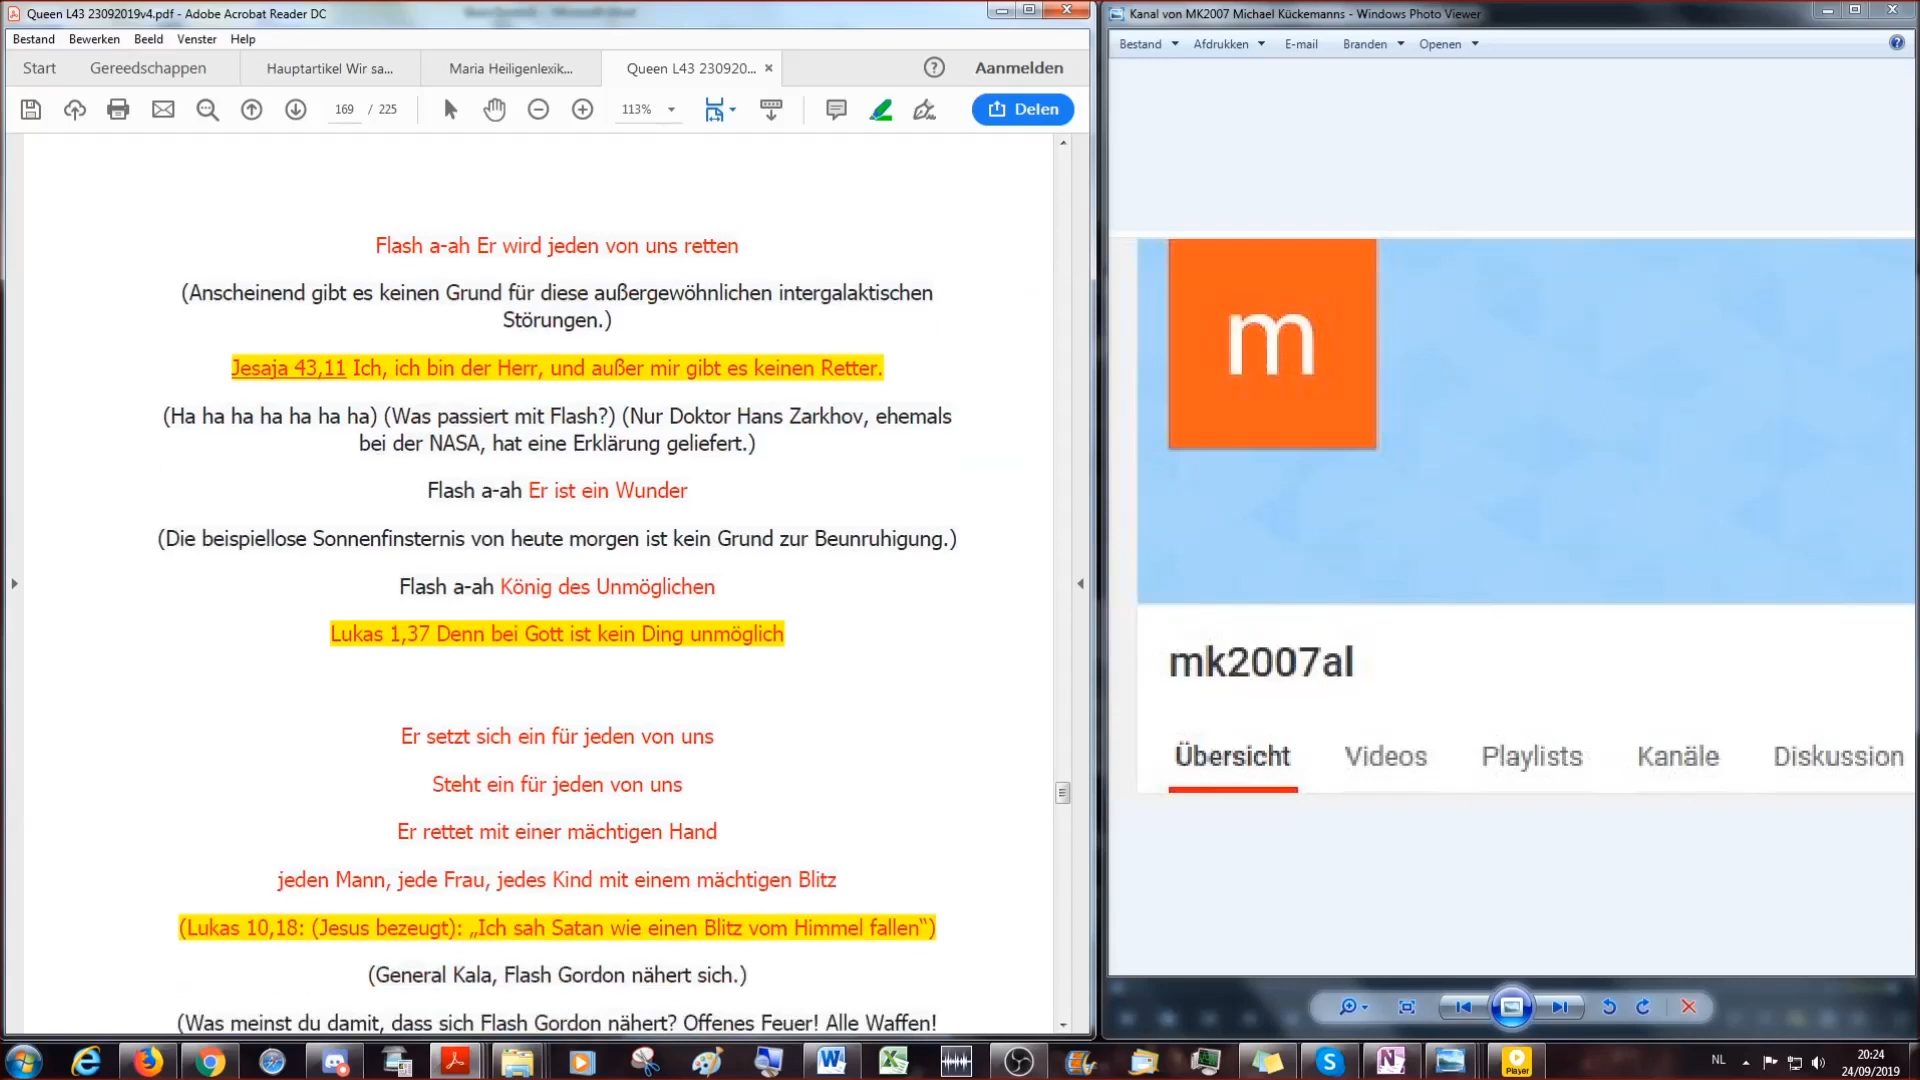 Queen L43 23092019v4.pdf - Adobe Acrobat Reader DC
Bestand Bewerken Beeld Venster Help
Start Gereedschappen Hauptartikel Wir sa... Maria Heiligenlexik... Queen L43 230920... × Aanmelden
169 / 225 113% Delen
Flash a-ah Er wird jeden von uns retten
(Anscheinend gibt es keinen Grund für diese außergewöhnlichen intergalaktischen
Störungen.)
Jesaja 43,11 Ich, ich bin der Herr, und außer mir gibt es keinen Retter.
(Ha ha ha ha ha ha ha) (Was passiert mit Flash?) (Nur Doktor Hans Zarkhov, ehemals
bei der NASA, hat eine Erklärung geliefert.)
Flash a-ah Er ist ein Wunder
(Die beispiellose Sonnenfinsternis von heute morgen ist kein Grund zur Beunruhigung.)
Flash a-ah König des Unmöglichen
Lukas 1,37 Denn bei Gott ist kein Ding unmöglich
Er setzt sich ein für jeden von uns
Steht ein für jeden von uns
Er rettet mit einer mächtigen Hand
jeden Mann, jede Frau, jedes Kind mit einem mächtigen Blitz
(Lukas 10,18: (Jesus bezeugt): „Ich sah Satan wie einen Blitz vom Himmel fallen“)
(General Kala, Flash Gordon nähert sich.)
(Was meinst du damit, dass sich Flash Gordon nähert? Offenes Feuer! Alle Waffen!
Kanal von MK2007 Michael Kückemanns - Windows Photo Viewer
Bestand Afdrukken E-mail Branden Openen
m
mk2007al
Übersicht Videos Playlists Kanäle Diskussion
Player
NL
20:24
24/09/2019